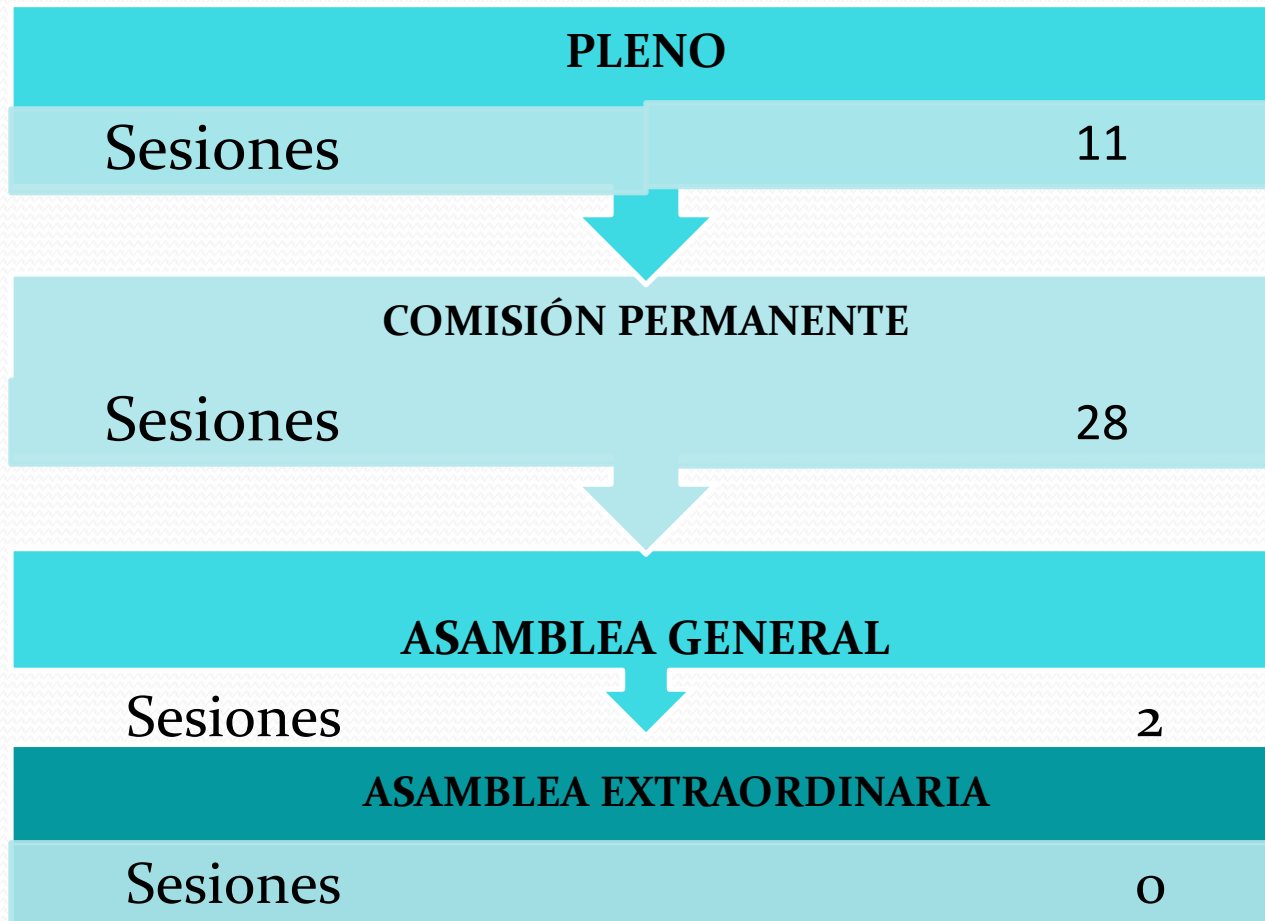 PLENO
Sesiones 11
COMISIÓN PERMANENTE
Sesiones 28
ASAMBLEA GENERAL
Sesiones 2
ASAMBLEA EXTRAORDINARIA
Sesiones 0